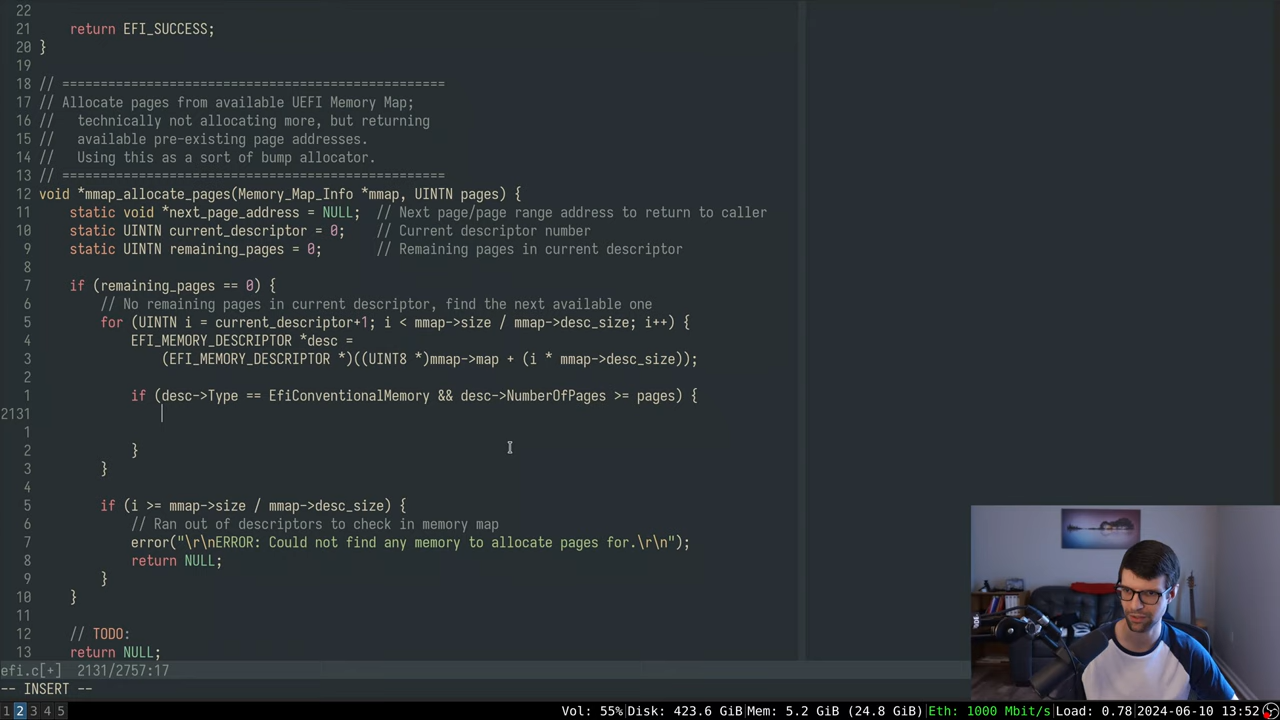 22
21     return EFI_SUCCESS;
20 }
19
18 // ==================================================
17 // Allocate pages from available UEFI Memory Map;
16 //   technically not allocating more, but returning
15 //   available pre-existing page addresses.
14 //   Using this as a sort of bump allocator.
13 // ==================================================
12 void *mmap_allocate_pages(Memory_Map_Info *mmap, UINTN pages) {
11     static void *next_page_address = NULL;  // Next page/page range address to return to caller
10     static UINTN current_descriptor = 0;    // Current descriptor number
9     static UINTN remaining_pages = 0;       // Remaining pages in current descriptor
8
7     if (remaining_pages == 0) {
6         // No remaining pages in current descriptor, find the next available one
5         for (UINTN i = current_descriptor+1; i < mmap->size / mmap->desc_size; i++) {
4             EFI_MEMORY_DESCRIPTOR *desc =
3                 (EFI_MEMORY_DESCRIPTOR *)((UINT8 *)mmap->map + (i * mmap->desc_size));
2
1             if (desc->Type == EfiConventionalMemory && desc->NumberOfPages >= pages) {
2131
1
2             }
3         }
4
5         if (i >= mmap->size / mmap->desc_size) {
6             // Ran out of descriptors to check in memory map
7             error("\r\nERROR: Could not find any memory to allocate pages for.\r\n");
8             return NULL;
9         }
10     }
11
12     // TODO:
13     return NULL;
efi.c[+]  2131/2757:17
-- INSERT --
1 2 3 4 5 Vol: 55% Disk: 423.6 GiB Mem: 5.2 GiB (24.8 GiB) Eth: 1000 Mbit/s Load: 0.78 2024-06-10 13:52